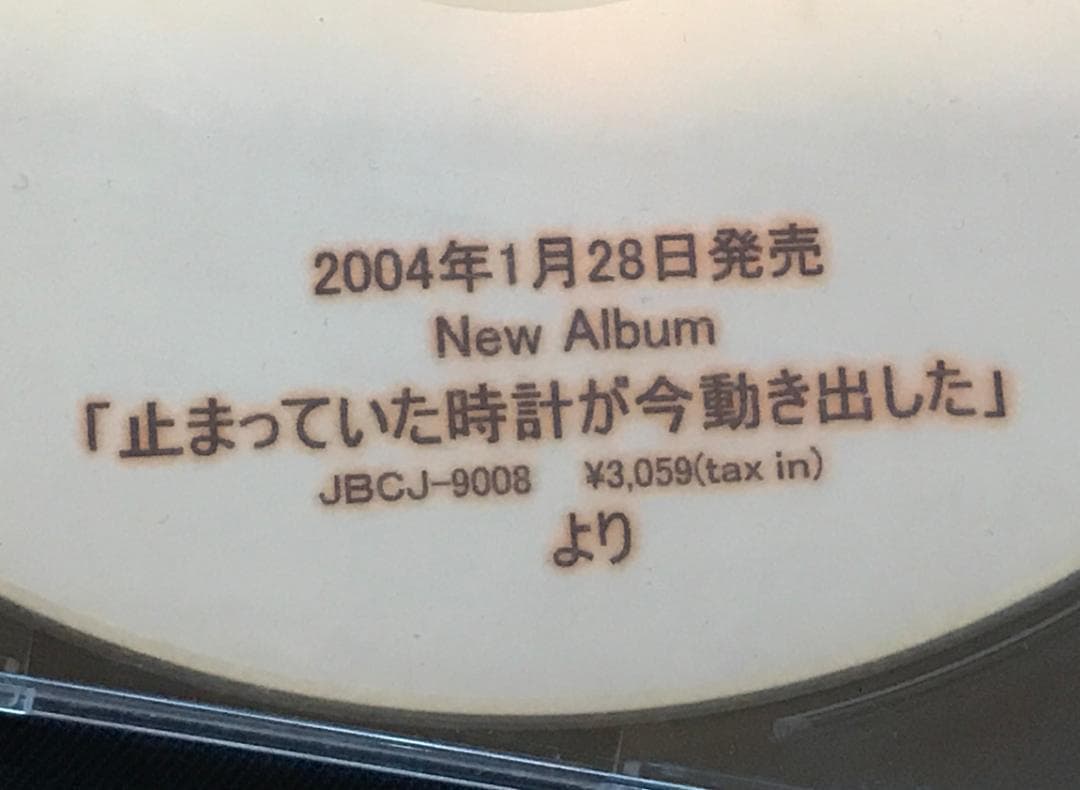 2004年1月28日発売
New Album
「止まっていた時計が今動き出した」
JBCJ-9008 ¥3,059(tax in)
より